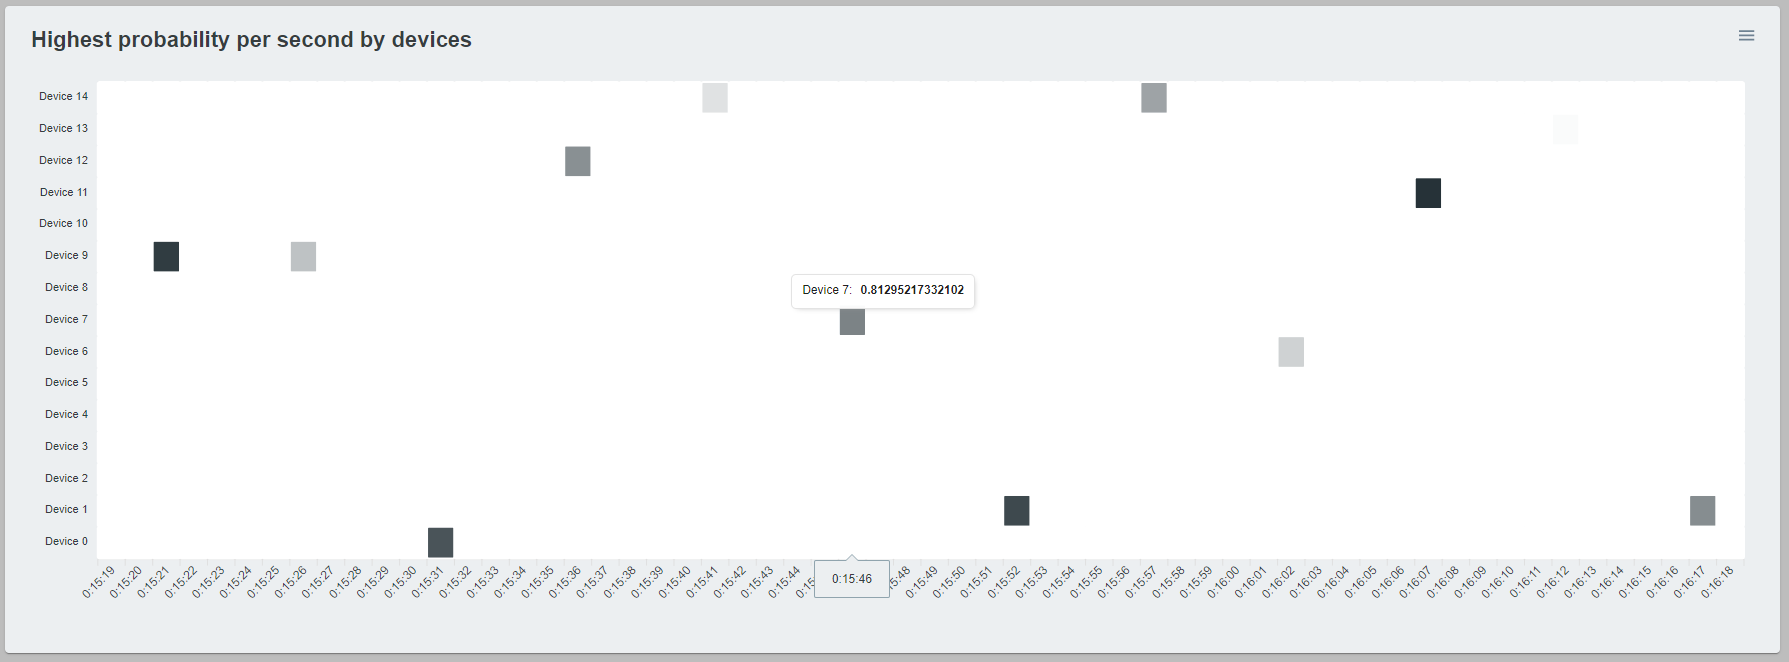 Highest probability per second by devices
Device 14
Device 13
Device 12
Device 11
Device 10
Device 9
Device 8
Device 7: 0.81295217332102
Device 7
Device 6
Device 5
Device 4
Device 3
Device 2
Device 1
Device 0
0:15:19 0:15:20 0:15:21 0:15:22 0:15:23 0:15:24 0:15:25 0:15:26 0:15:27 0:15:28 0:15:29 0:15:30 0:15:31 0:15:32 0:15:33 0:15:34 0:15:35 0:15:36 0:15:37 0:15:38 0:15:39 0:15:40 0:15:41 0:15:42 0:15:43 0:15:44 0:15:46 0:15:49 0:15:50 0:15:51 0:15:52 0:15:53 0:15:54 0:15:55 0:15:56 0:15:57 0:15:58 0:15:59 0:16:00 0:16:01 0:16:02 0:16:03 0:16:04 0:16:05 0:16:06 0:16:07 0:16:08 0:16:09 0:16:10 0:16:11 0:16:12 0:16:13 0:16:14 0:16:15 0:16:16 0:16:17 0:16:18